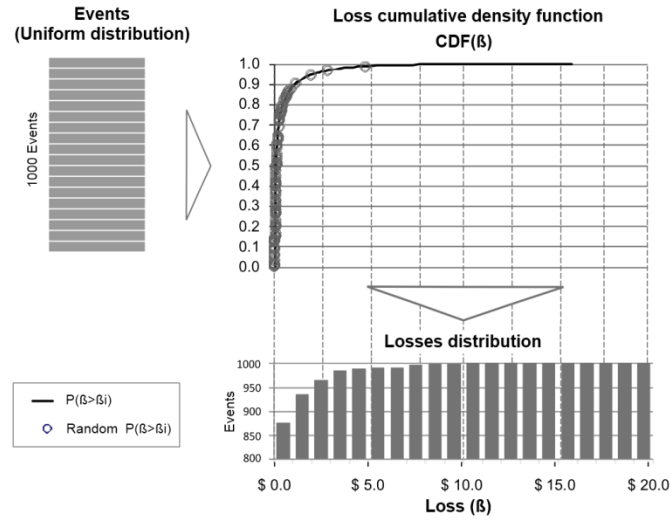 Events
(Uniform distribution)
1000 Events
Loss cumulative density function
CDF(ß)
1.0
0.9
0.8
0.7
0.6
0.5
0.4
0.3
0.2
0.1
0.0
Losses distribution
Events
1000
950
900
850
800
$ 0.0 $ 5.0 $ 10.0 $ 15.0 $ 20.0
Loss (ß)
P(ß>ßi)
Random P(ß>ßi)